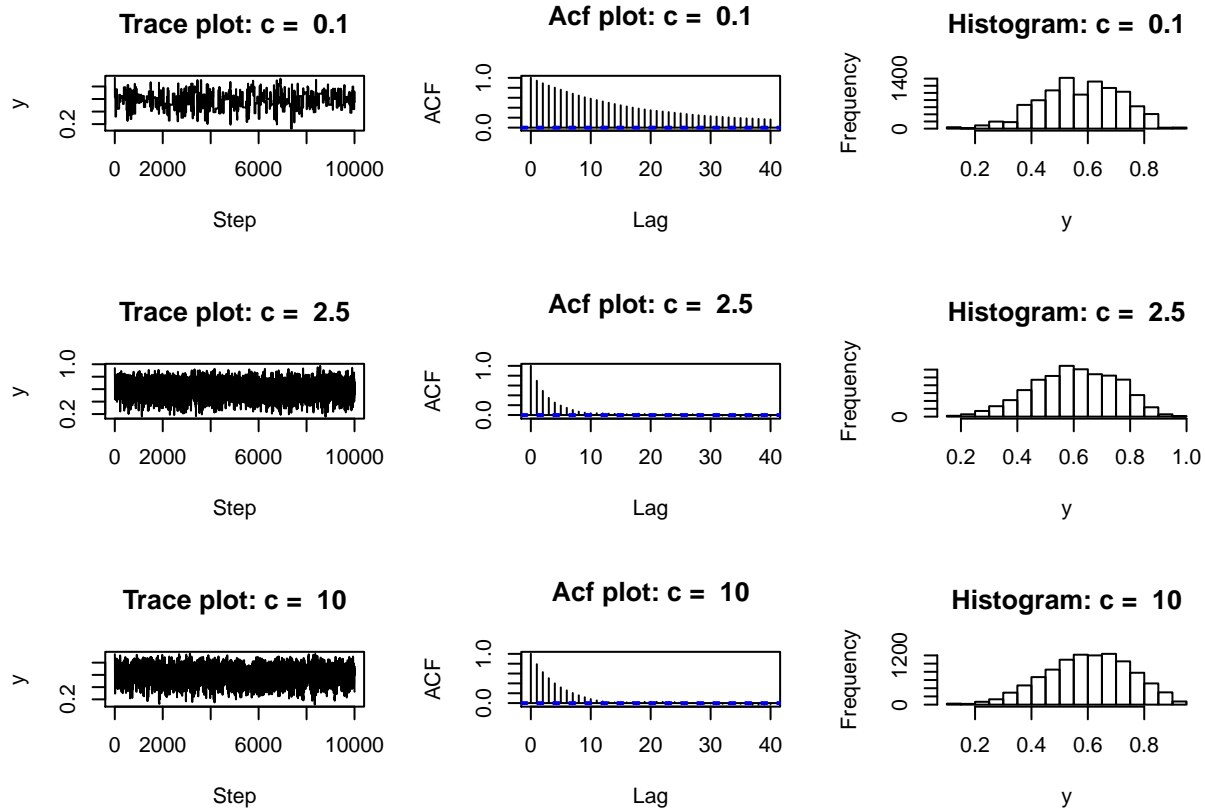 Trace plot: c =  0.1
y
0.2
0 2000 6000 10000
Step
Acf plot: c =  0.1
ACF
0.0 1.0
0 10 20 30 40
Lag
Histogram: c =  0.1
Frequency
0 1400
0.2 0.4 0.6 0.8
y
Trace plot: c =  2.5
y
0.2 1.0
0 2000 6000 10000
Step
Acf plot: c =  2.5
ACF
0.0 1.0
0 10 20 30 40
Lag
Histogram: c =  2.5
Frequency
0
0.2 0.4 0.6 0.8 1.0
y
Trace plot: c =  10
y
0.2
0 2000 6000 10000
Step
Acf plot: c =  10
ACF
0.0 1.0
0 10 20 30 40
Lag
Histogram: c =  10
Frequency
0 1200
0.2 0.4 0.6 0.8
y